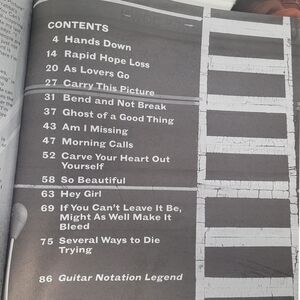 CONTENTS
4 Hands Down
14 Rapid Hope Loss
20 As Lovers Go
27 Carry This Picture
31 Bend and Not Break
37 Ghost of a Good Thing
43 Am I Missing
47 Morning Calls
52 Carve Your Heart Out
Yourself
58 So Beautiful
63 Hey Girl
69 If You Can't Leave It Be,
Might As Well Make It
Bleed
75 Several Ways to Die
Trying
86 Guitar Notation Legend